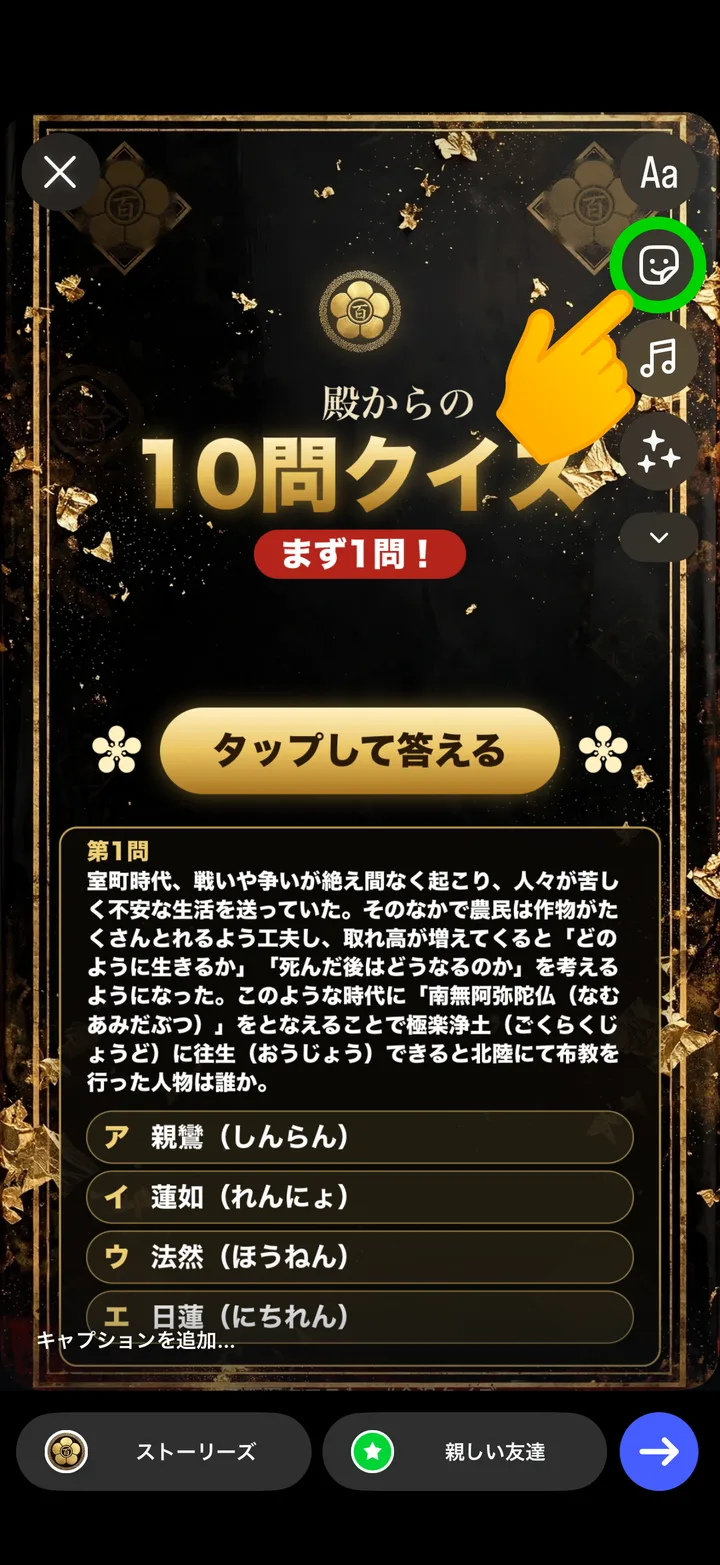 Aa
百
百
百
殿からの
10問クイズ
まず1問！
タップして答える
第1問
室町時代、戦いや争いが絶え間なく起こり、人々が苦し
く不安な生活を送っていた。そのなかで農民は作物がた
くさんとれるよう工夫し、取れ高が増えてくると「どの
ように生きるか」「死んだ後はどうなるのか」を考える
ようになった。このような時代に「南無阿弥陀仏（なむ
あみだぶつ）」をとなえることで極楽浄土（ごくらくじ
ょうど）に往生（おうじょう）できると北陸にて布教を
行った人物は誰か。
ア 親鸞（しんらん）
イ 蓮如（れんにょ）
ウ 法然（ほうねん）
エ 日蓮（にちれん）
キャプションを追加...
ストーリーズ
親しい友達